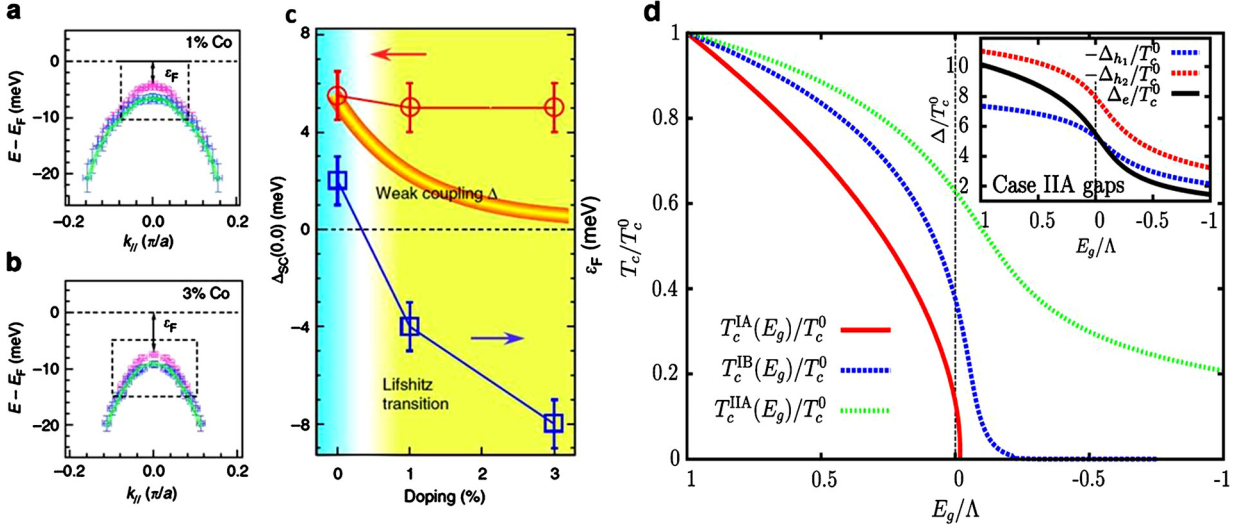 a
1% Co
0
-10
-20
E − E_F (meV)
ε_F
-0.2
0.0
0.2
k_// (π/a)
b
3% Co
0
-10
-20
E − E_F (meV)
ε_F
-0.2
0.0
0.2
k_// (π/a)
c
8
4
0
-4
-8
Δ_SC(0.0) (meV)
ε_F (meV)
Weak coupling Δ
Lifshitz
transition
0
1
2
3
Doping (%)
d
1
0.8
0.6
0.4
0.2
0
T_c/T_c^0
T_c^IA(E_g)/T_c^0
T_c^IB(E_g)/T_c^0
T_c^IIA(E_g)/T_c^0
1
0.5
0
-0.5
-1
E_g/Λ
−Δ_h1/T_c^0
−Δ_h2/T_c^0
Δ_e/T_c^0
10
8
6
4
2
Δ/T_c^0
Case IIA gaps
1
0.5
0
-0.5
-1
E_g/Λ